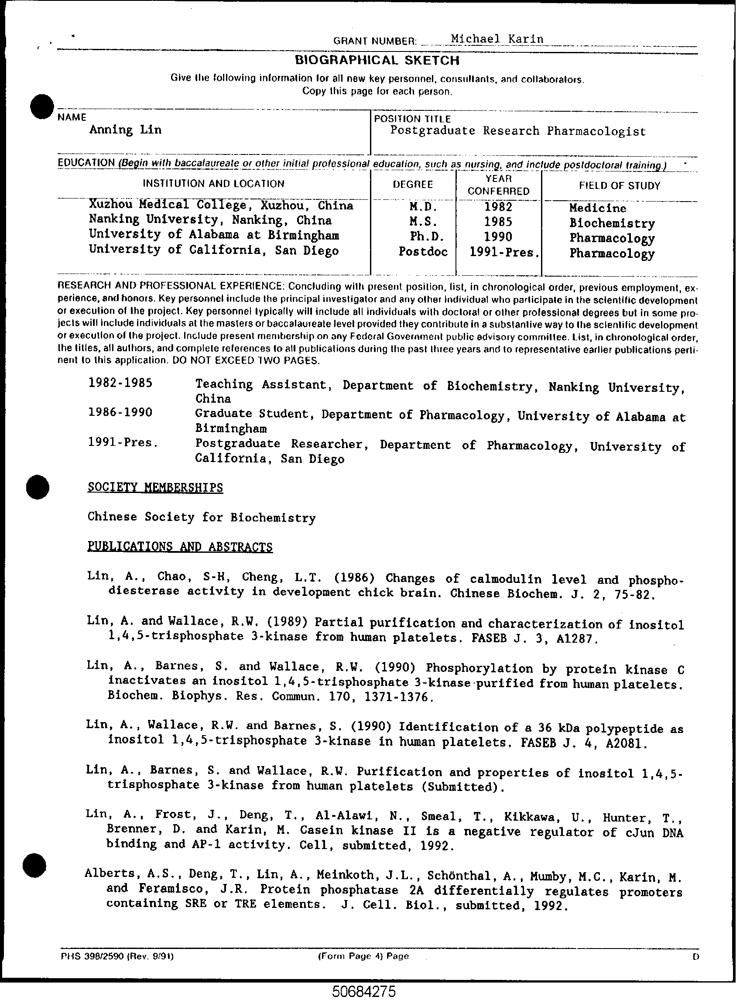 GRANT NUMBER: Michael Karin
BIOGRAPHICAL SKETCH
Give the following information for all new key personnel, consultants, and collaborators.
Copy this page for each person.
NAME
Anning Lin
POSITION TITLE
Postgraduate Research Pharmacologist
EDUCATION (Begin with baccalaureate or other initial professional education, such as nursing, and include postdoctoral training.)
INSTITUTION AND LOCATION DEGREE YEAR CONFERRED FIELD OF STUDY
Xuzhou Medical College, Xuzhou, China M.D. 1982 Medicine
Nanking University, Nanking, China M.S. 1985 Biochemistry
University of Alabama at Birmingham Ph.D. 1990 Pharmacology
University of California, San Diego Postdoc 1991-Pres. Pharmacology
RESEARCH AND PROFESSIONAL EXPERIENCE: Concluding with present position, list, in chronological order, previous employment, ex-
perience, and honors. Key personnel include the principal investigator and any other individual who participate in the scientific development
or execution of the project. Key personnel typically will include all individuals with doctoral or other professional degrees but in some pro-
jects will include individuals at the masters or baccalaureate level provided they contribute in a substantive way to the scientific development
or execution of the project. Include present membership on any Federal Government public advisory committee. List, in chronological order,
the titles, all authors, and complete references to all publications during the past three years and to representative earlier publications perti-
nent to this application. DO NOT EXCEED TWO PAGES.
1982-1985 Teaching Assistant, Department of Biochemistry, Nanking University,
China
1986-1990 Graduate Student, Department of Pharmacology, University of Alabama at
Birmingham
1991-Pres. Postgraduate Researcher, Department of Pharmacology, University of
California, San Diego
SOCIETY MEMBERSHIPS
Chinese Society for Biochemistry
PUBLICATIONS AND ABSTRACTS
Lin, A., Chao, S-H, Cheng, L.T. (1986) Changes of calmodulin level and phospho-
diesterase activity in development chick brain. Chinese Biochem. J. 2, 75-82.
Lin, A. and Wallace, R.W. (1989) Partial purification and characterization of inositol
1,4,5-trisphosphate 3-kinase from human platelets. FASEB J. 3, A1287.
Lin, A., Barnes, S. and Wallace, R.W. (1990) Phosphorylation by protein kinase C
inactivates an inositol 1,4,5-trisphosphate 3-kinase purified from human platelets.
Biochem. Biophys. Res. Commun. 170, 1371-1376.
Lin, A., Wallace, R.W. and Barnes, S. (1990) Identification of a 36 kDa polypeptide as
inositol 1,4,5-trisphosphate 3-kinase in human platelets. FASEB J. 4, A2081.
Lin, A., Barnes, S. and Wallace, R.W. Purification and properties of inositol 1,4,5-
trisphosphate 3-kinase from human platelets (Submitted).
Lin, A., Frost, J., Deng, T., Al-Alawi, N., Smeal, T., Kikkawa, U., Hunter, T.,
Brenner, D. and Karin, M. Casein kinase II is a negative regulator of cJun DNA
binding and AP-1 activity. Cell, submitted, 1992.
Alberts, A.S., Deng, T., Lin, A., Meinkoth, J.L., Schönthal, A., Mumby, M.C., Karin, M.
and Feramisco, J.R. Protein phosphatase 2A differentially regulates promoters
containing SRE or TRE elements. J. Cell. Biol., submitted, 1992.
PHS 398/2590 (Rev. 9/91) (Form Page 4) Page D
50684275